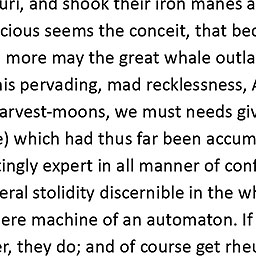 uri, and shook their iron manes a
cious seems the conceit, that bec
more may the great whale outla
his pervading, mad recklessness, A
arvest-moons, we must needs giv
e) which had thus far been accum
ingly expert in all manner of conf
eral stolidity discernible in the wh
ere machine of an automaton. If
er, they do; and of course get rheu